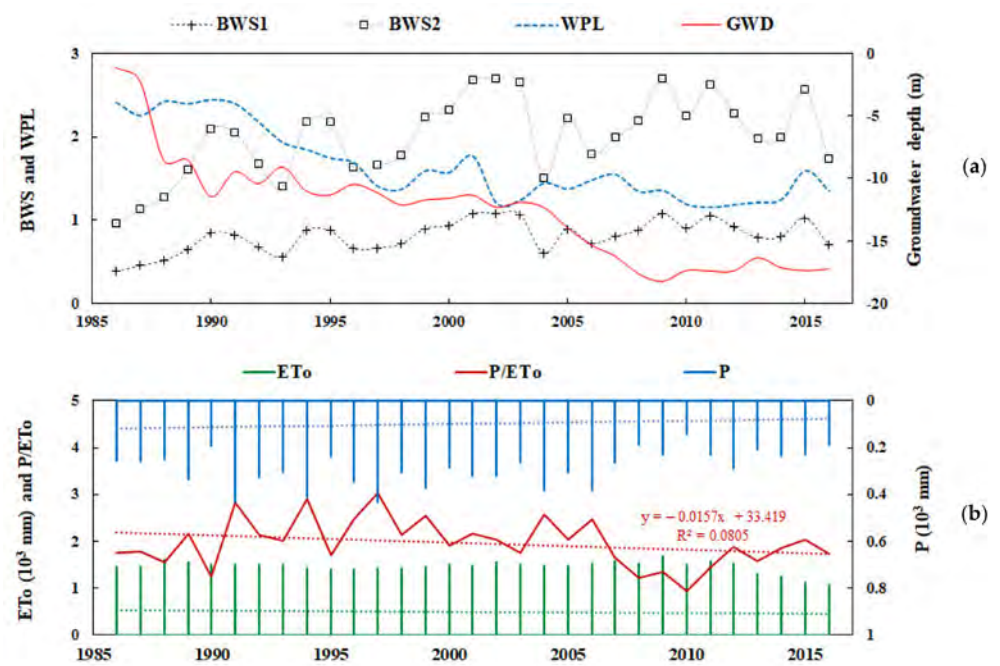 BWS1 BWS2 WPL GWD
3 0
-5
2
-10
1
-15
0 -20
1985 1990 1995 2000 2005 2010 2015
BWS and WPL
Groundwater depth (m)
(a)
ETo P/ETo P
5 0
4 0.2
3 0.4
y = − 0.0157x + 33.419
R² = 0.0805
2 0.6
1 0.8
0 1
1985 1990 1995 2000 2005 2010 2015
ETo (10³ mm) and P/ETo
P (10³ mm)
(b)